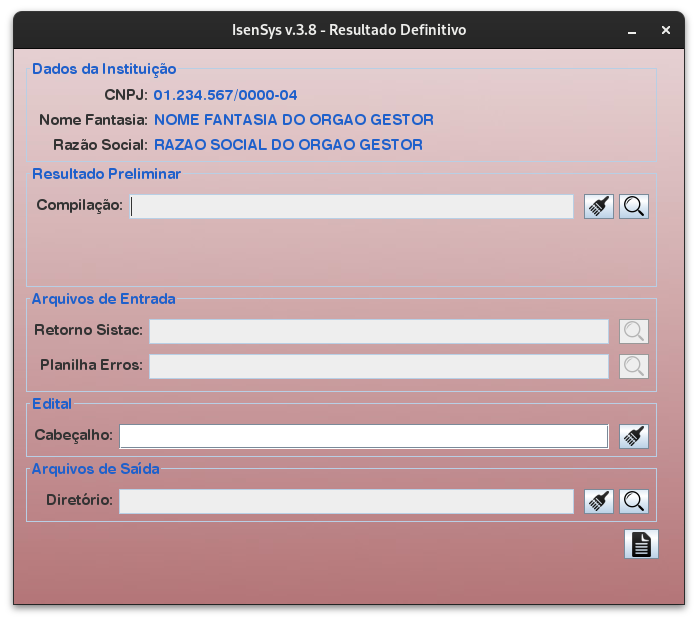 IsenSys v.3.8 - Resultado Definitivo
Dados da Instituição
CNPJ: 01.234.567/0000-04
Nome Fantasia: NOME FANTASIA DO ORGAO GESTOR
Razão Social: RAZAO SOCIAL DO ORGAO GESTOR
Resultado Preliminar
Compilação:
Arquivos de Entrada
Retorno Sistac:
Planilha Erros:
Edital
Cabeçalho:
Arquivos de Saída
Diretório: